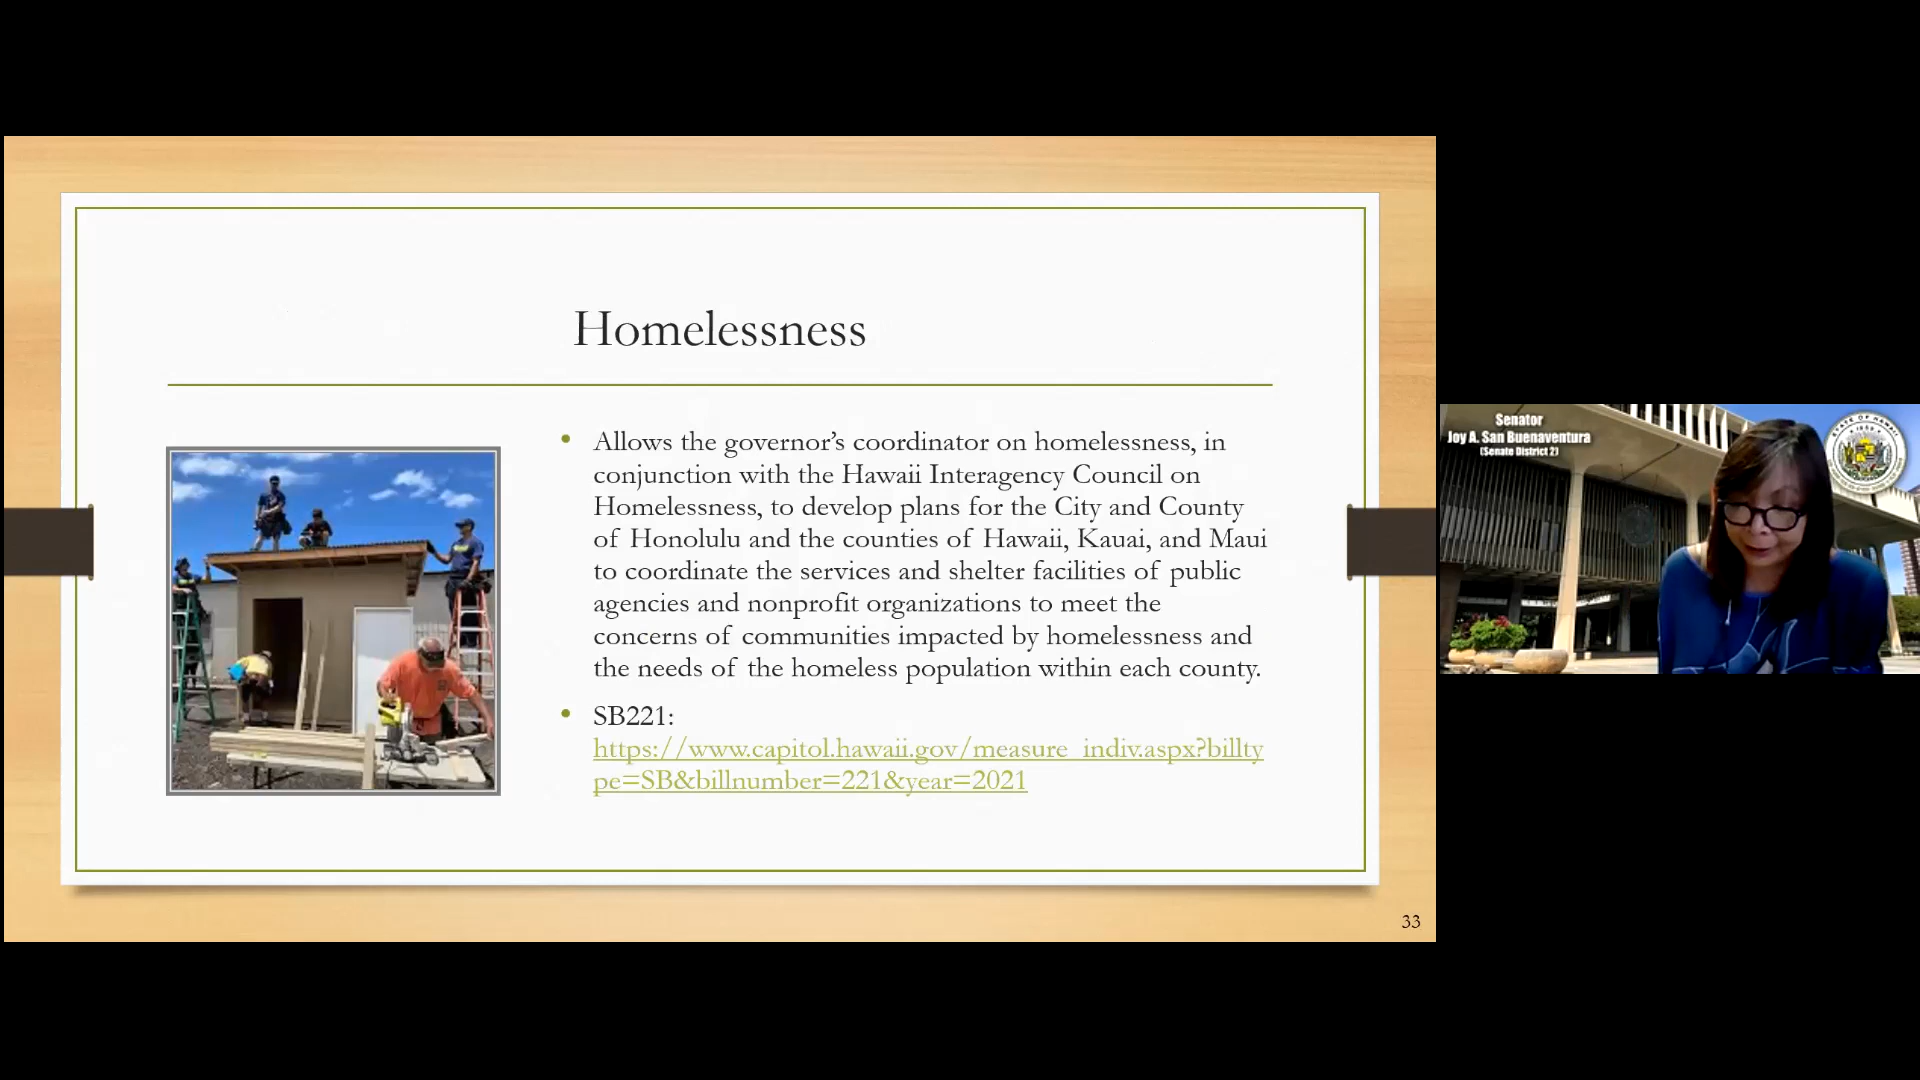 Homelessness
• Allows the governor’s coordinator on homelessness, in
conjunction with the Hawaii Interagency Council on
Homelessness, to develop plans for the City and County
of Honolulu and the counties of Hawaii, Kauai, and Maui
to coordinate the services and shelter facilities of public
agencies and nonprofit organizations to meet the
concerns of communities impacted by homelessness and
the needs of the homeless population within each county.
• SB221:
https://www.capitol.hawaii.gov/measure_indiv.aspx?billty
pe=SB&billnumber=221&year=2021
33
Senator
Joy A. San Buenaventura
(Senate District 2)
STATE OF HAWAII